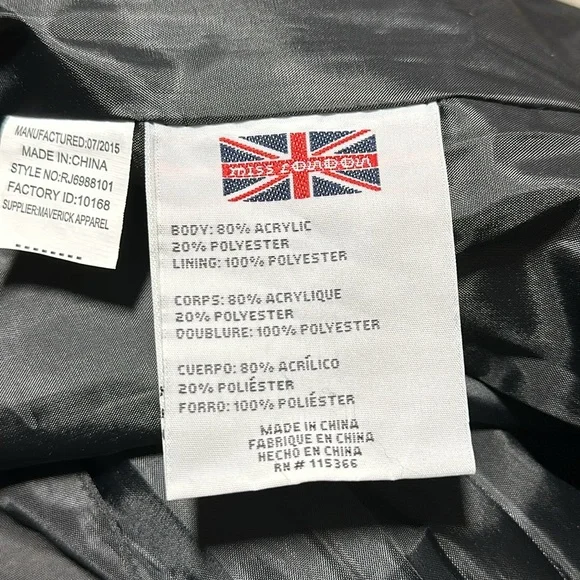 MANUFACTURED:07/2015
MADE IN:CHINA
STYLE NO:RJ6988101
FACTORY ID:10168
SUPPLIER:MAVERICK APPAREL
MISS LONDON
BODY: 80% ACRYLIC
20% POLYESTER
LINING: 100% POLYESTER
CORPS: 80% ACRYLIQUE
20% POLYESTER
DOUBLURE: 100% POLYESTER
CUERPO: 80% ACRÍLICO
20% POLIÉSTER
FORRO: 100% POLIÉSTER
MADE IN CHINA
FABRIQUE EN CHINA
HECHO EN CHINA
RN # 115366